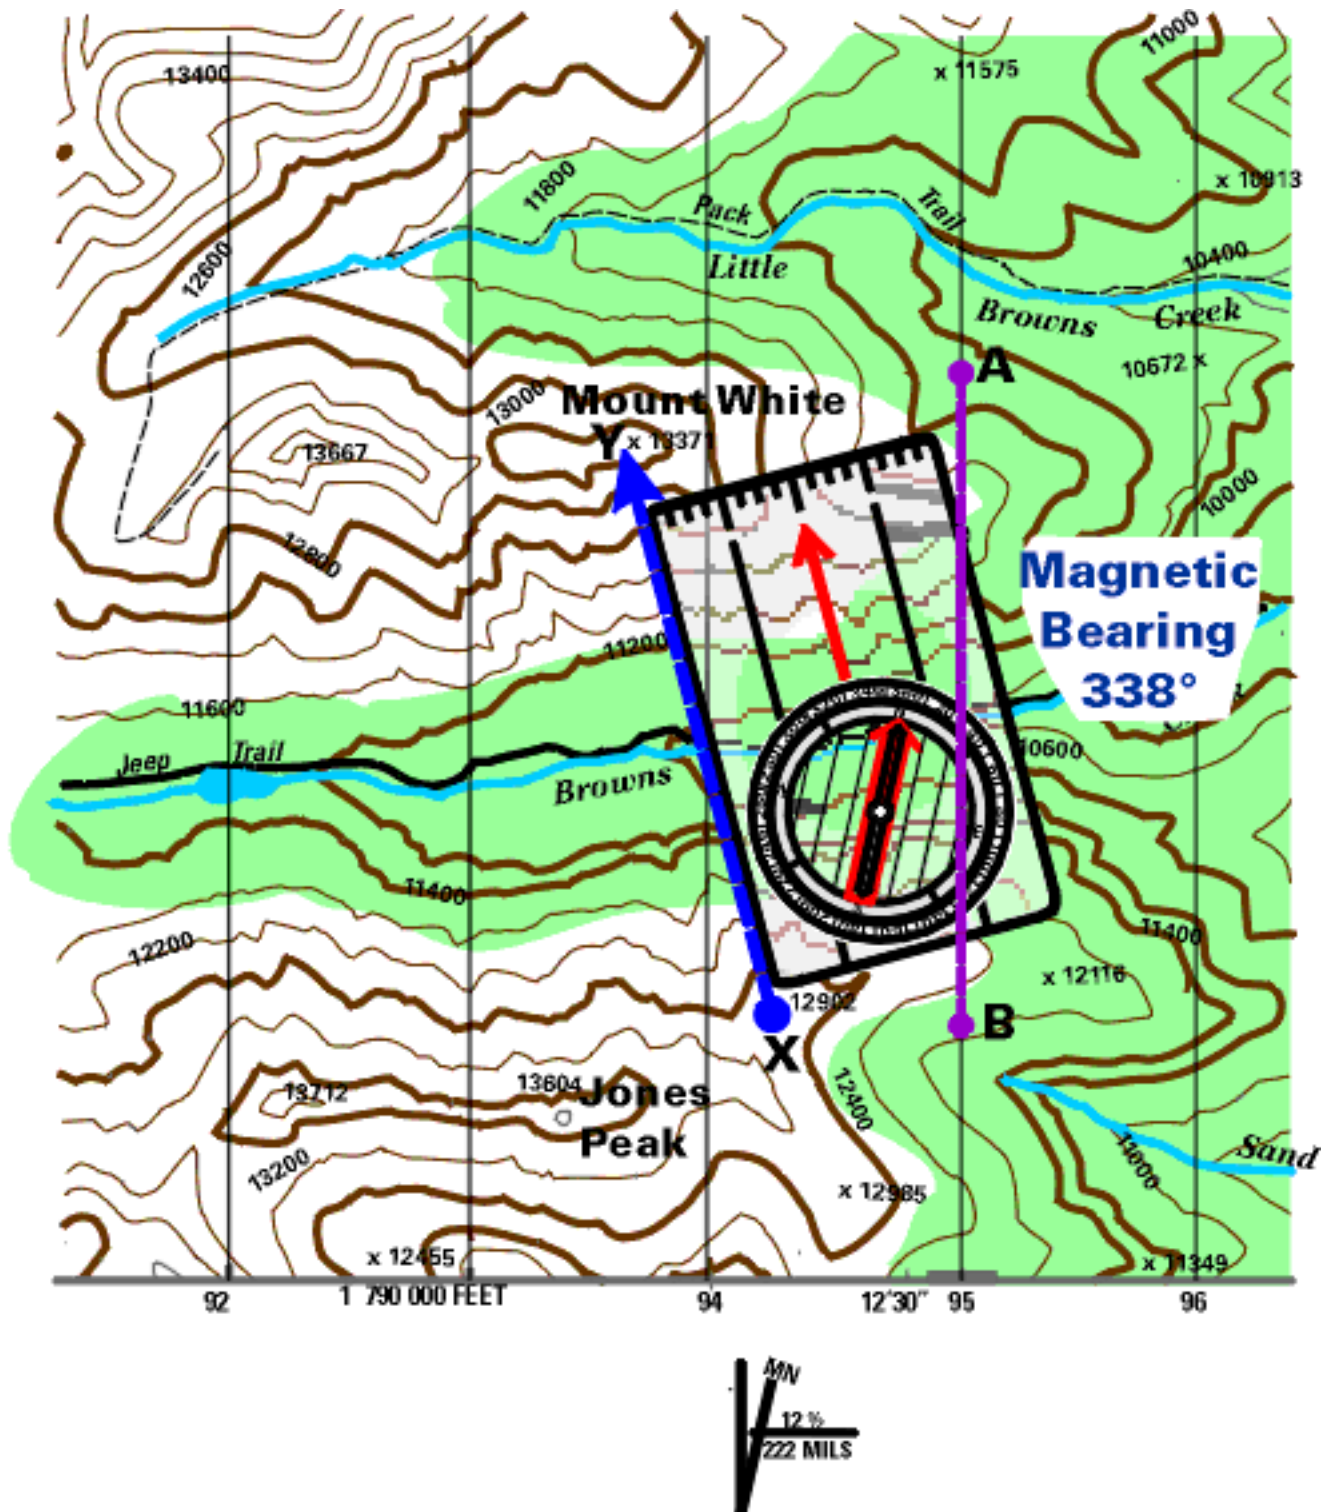 11000
13400
x 11575
11800
x 10913
Pack
Trail
12600
Little
10400
Browns
Creek
10672 x
13000
Mount White
Y x 13371
A
13667
10000
12800
Magnetic
Bearing
338°
11200
11600
Jeep Trail
10600
Browns
11400
11400
12200
x 12116
12902
B
X
13604 Jones
Peak
13712
12400
11000
Sand
13200
x 12985
x 12455
x 11349
92
1 790 000 FEET
94
12'30"
95
96
MN
12 ½
222 MILS